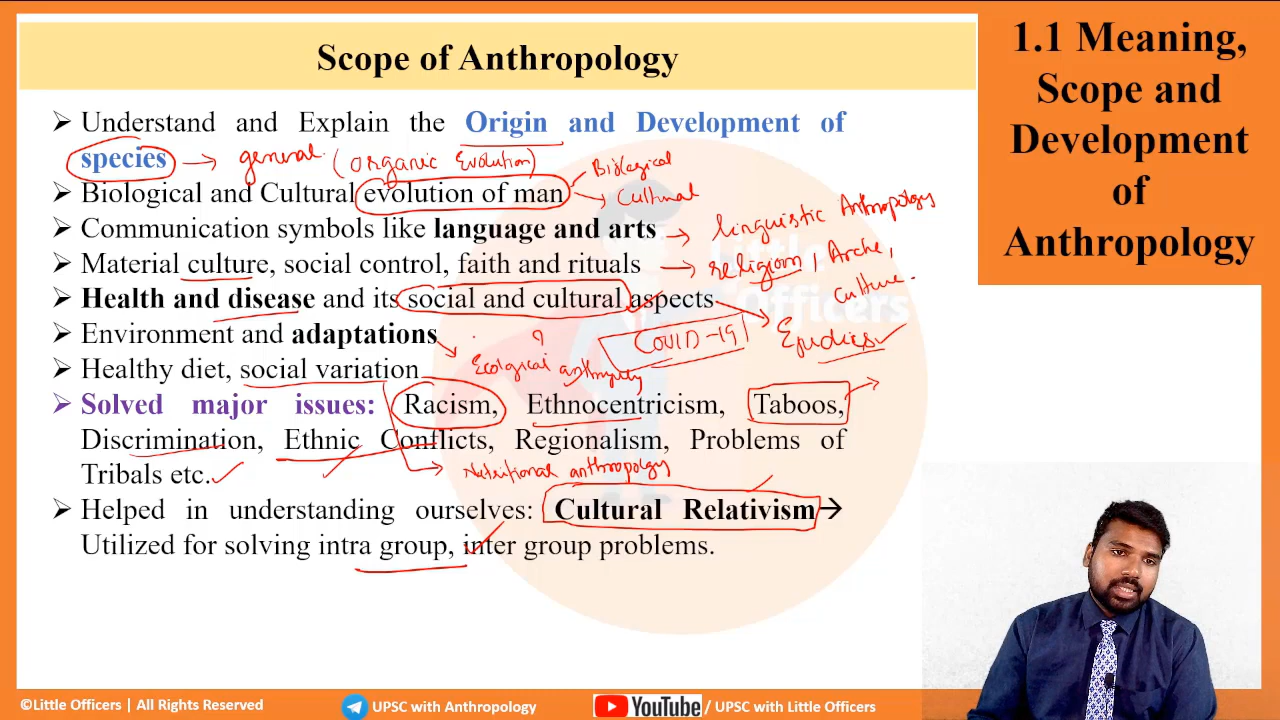 Scope of Anthropology
1.1 Meaning,
Scope and
Development
of
Anthropology
➢ Understand and Explain the Origin and Development of
species → general (organic Evolution)
Biological
➢ Biological and Cultural evolution of man
→ Cultural
➢ Communication symbols like language and arts → linguistic Anthropology
➢ Material culture, social control, faith and rituals → religion, Arche,
culture.
➢ Health and disease and its social and cultural aspects
COVID-19
➢ Environment and adaptations
Ecological
➢ Healthy diet, social variation
➢ Solved major issues: Racism, Ethnocentricism, Taboos,
Discrimination, Ethnic Conflicts, Regionalism, Problems of
Tribals etc.
Nutritional anthropology
➢ Helped in understanding ourselves: Cultural Relativism→
Utilized for solving intra group, inter group problems.
Little
Officers
©Little Officers | All Rights Reserved
UPSC with Anthropology
YouTube / UPSC with Little Officers